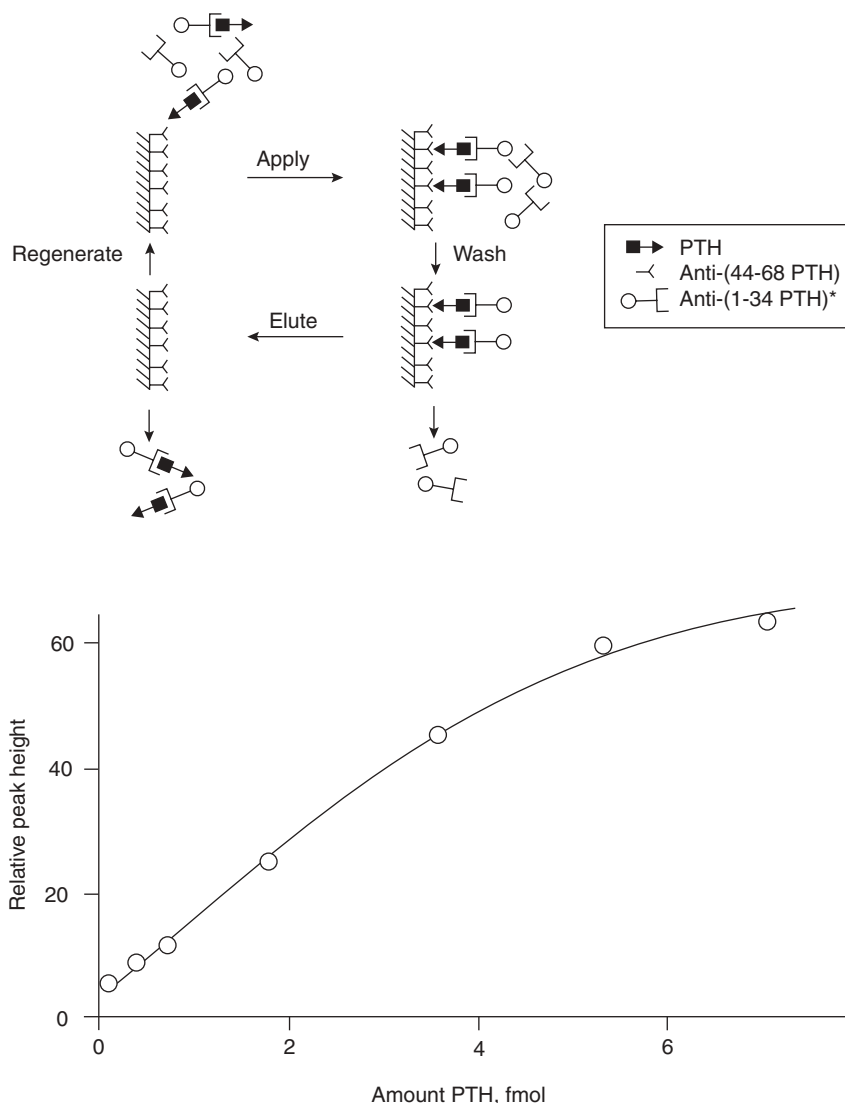 Apply
Regenerate
Wash
Elute
PTH
Anti-(44-68 PTH)
Anti-(1-34 PTH)*
Relative peak height
60
40
20
0
0 2 4 6
Amount PTH, fmol